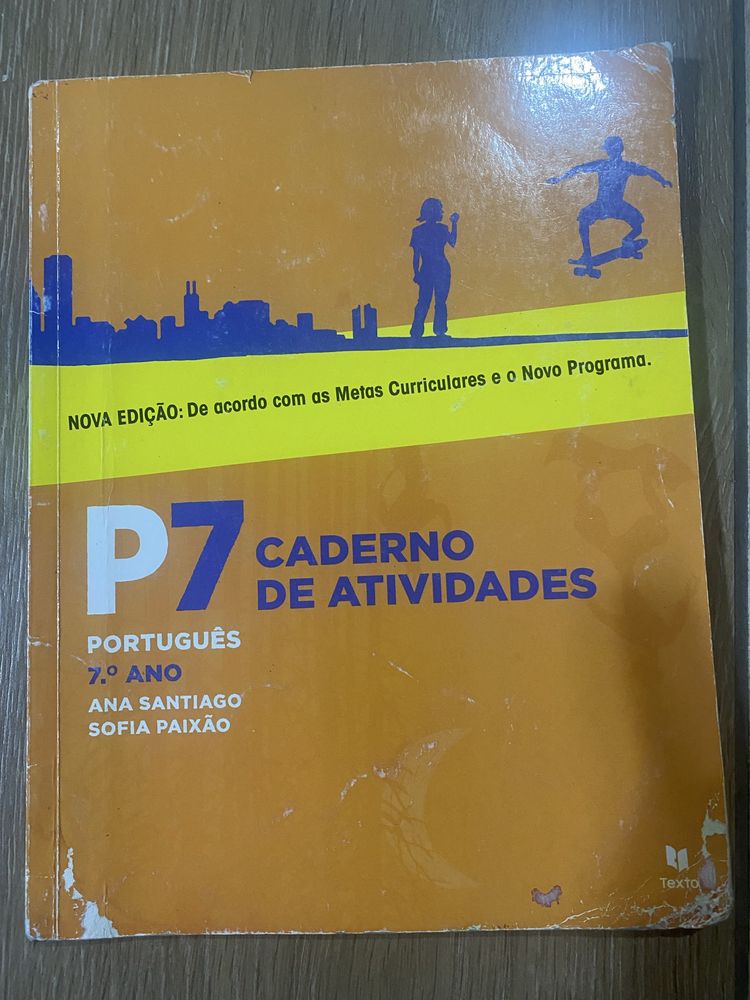 NOVA EDIÇÃO: De acordo com as Metas Curriculares e o Novo Programa.
P7 CADERNO
DE ATIVIDADES
PORTUGUÊS
7.º ANO
ANA SANTIAGO
SOFIA PAIXÃO
Texto